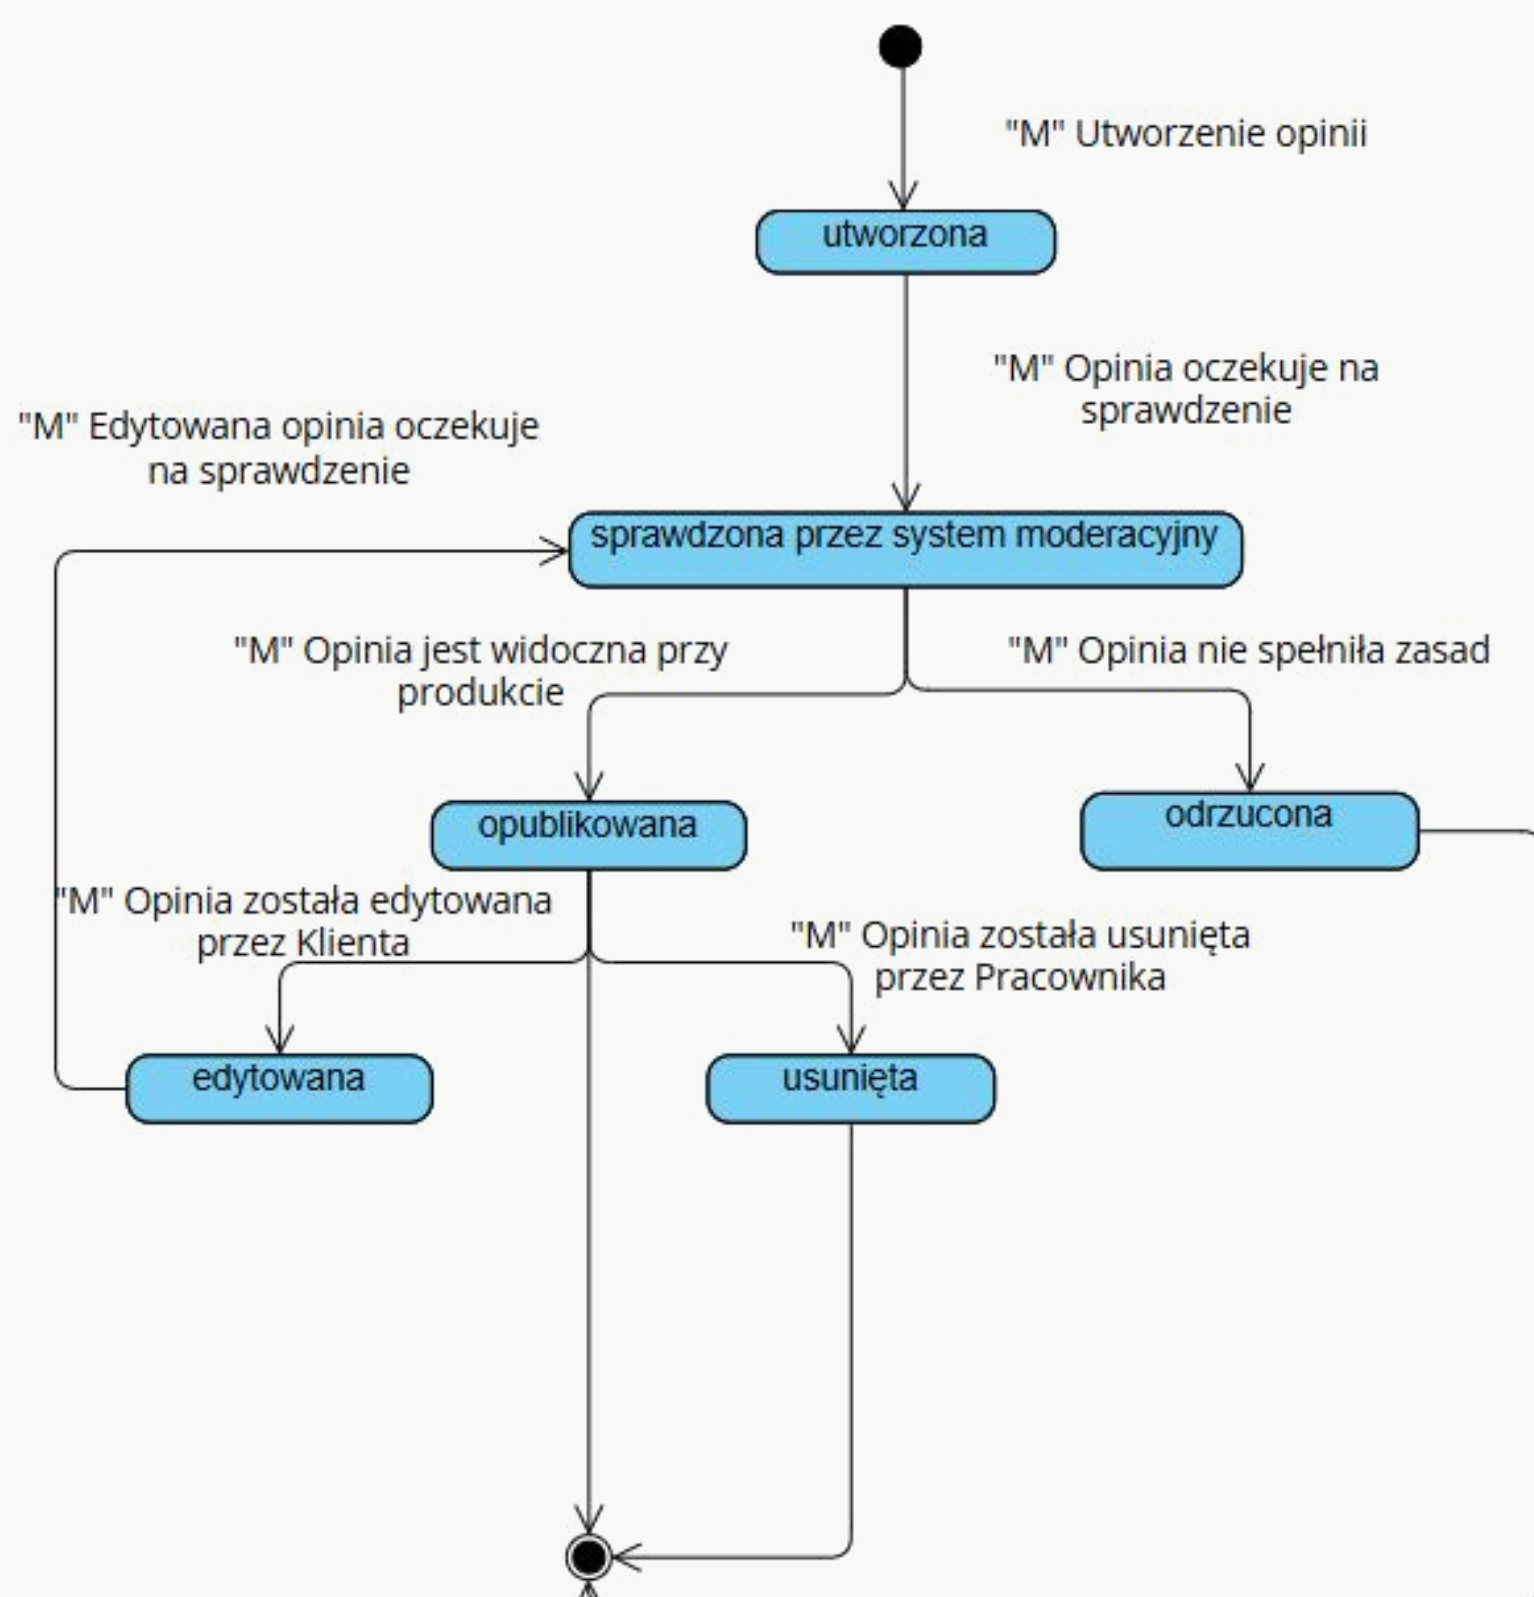 "M" Utworzenie opinii
utworzona
"M" Opinia oczekuje na
sprawdzenie
"M" Edytowana opinia oczekuje
na sprawdzenie
sprawdzona przez system moderacyjny
"M" Opinia jest widoczna przy
produkcie
"M" Opinia nie spełniła zasad
opublikowana
odrzucona
"M" Opinia została edytowana
przez Klienta
"M" Opinia została usunięta
przez Pracownika
edytowana
usunięta